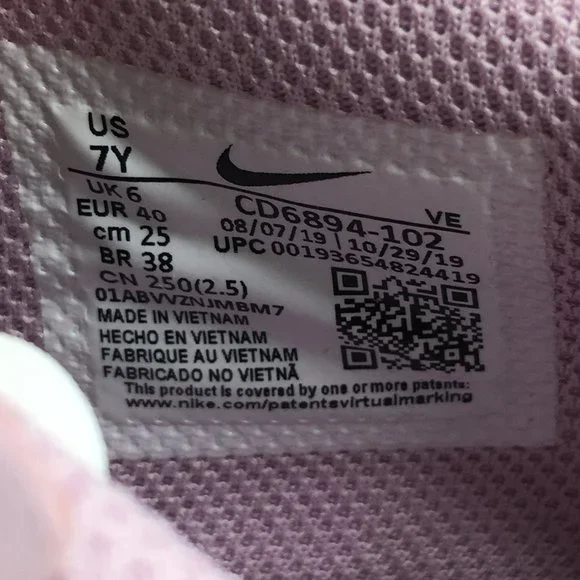 US
7Y
UK 6
EUR 40
cm 25
BR 38
CN 250(2.5)
VE
CD6894-102
08/07/19 | 10/29/19
UPC 00193654824419
01ABVVZNJMBM7
MADE IN VIETNAM
HECHO EN VIETNAM
FABRIQUE AU VIETNAM
FABRICADO NO VIETNÃ
This product is covered by one or more patents:
www.nike.com/patentsvirtualmarking